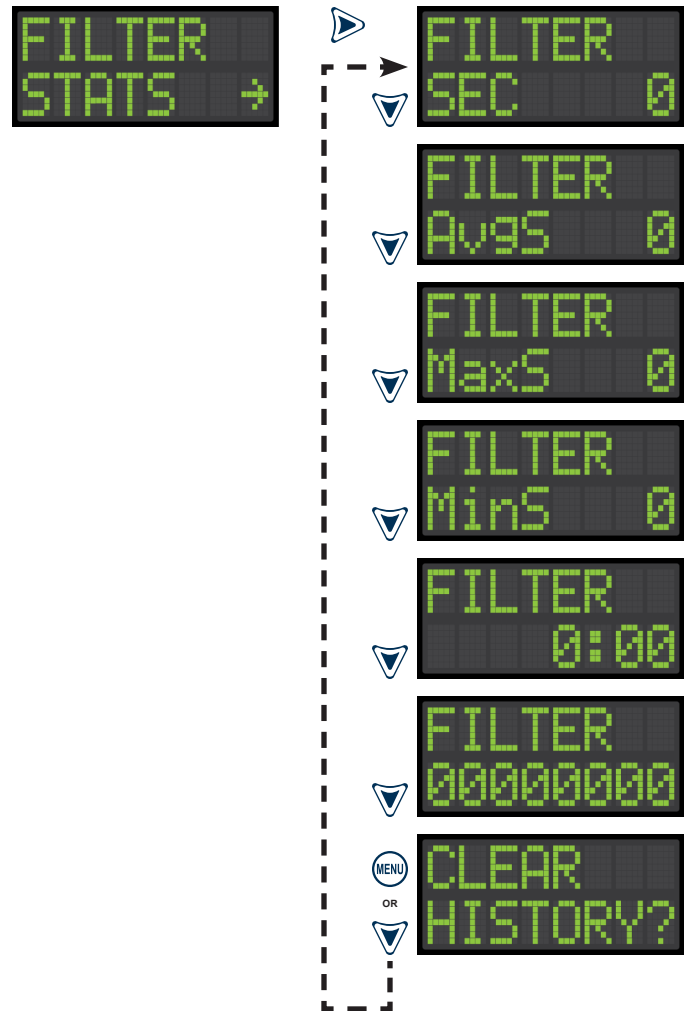 FILTER
STATS →
FILTER
SEC 0
FILTER
AvgS 0
FILTER
MaxS 0
FILTER
MinS 0
FILTER
0:00
FILTER
00000000
MENU
OR
CLEAR
HISTORY?